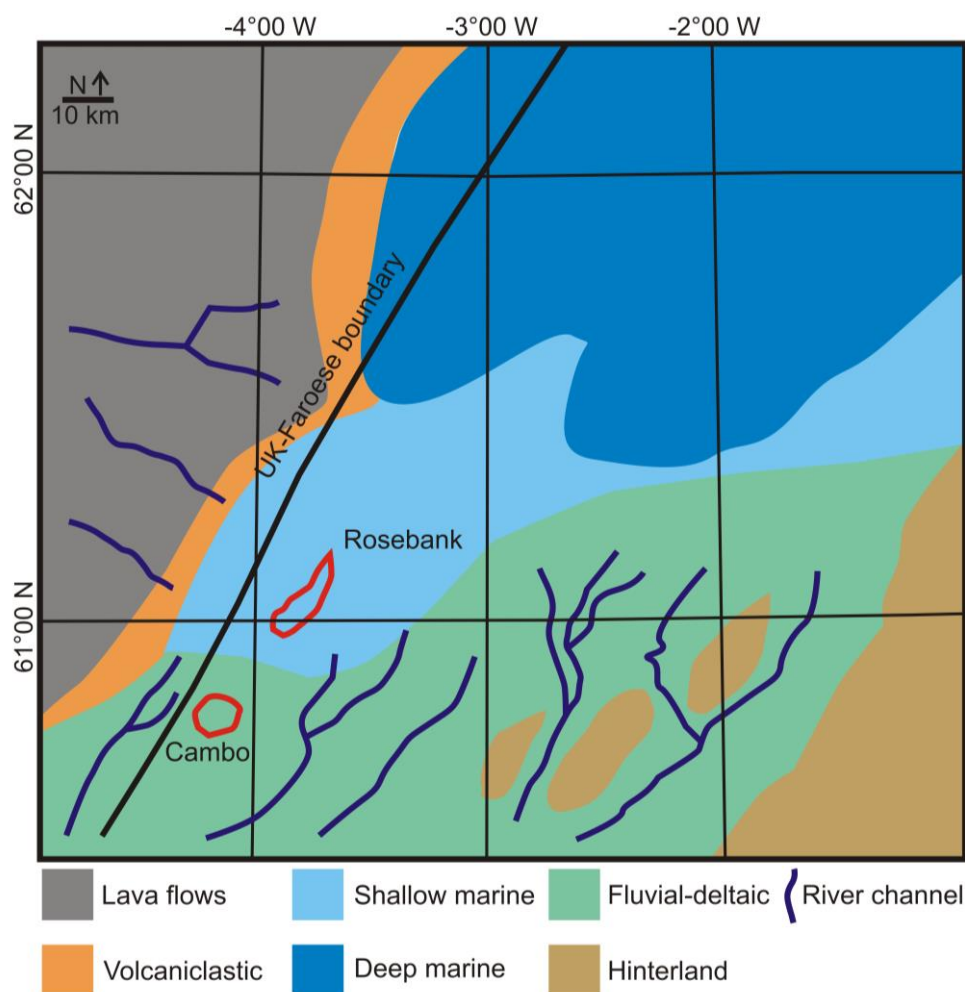 -4°00 W
-3°00 W
-2°00 W
N
10 km
62°00 N
UK-Faroese boundary
Rosebank
61°00 N
Cambo
Lava flows
Shallow marine
Fluvial-deltaic
River channel
Volcaniclastic
Deep marine
Hinterland